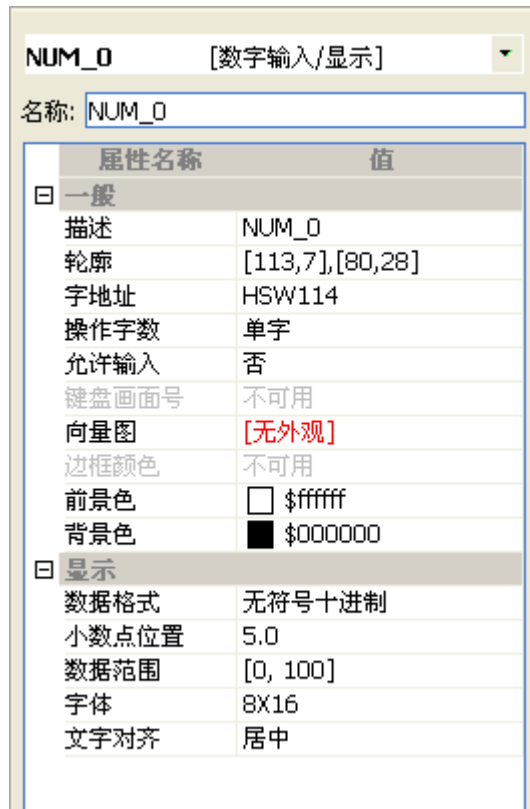 NUM_0 [数字输入/显示]
名称: NUM_0
属性名称 值
一般
描述 NUM_0
轮廓 [113,7],[80,28]
字地址 HSW114
操作字数 单字
允许输入 否
键盘画面号 不可用
向量图 [无外观]
边框颜色 不可用
前景色 $ffffff
背景色 $000000
显示
数据格式 无符号十进制
小数点位置 5.0
数据范围 [0, 100]
字体 8X16
文字对齐 居中